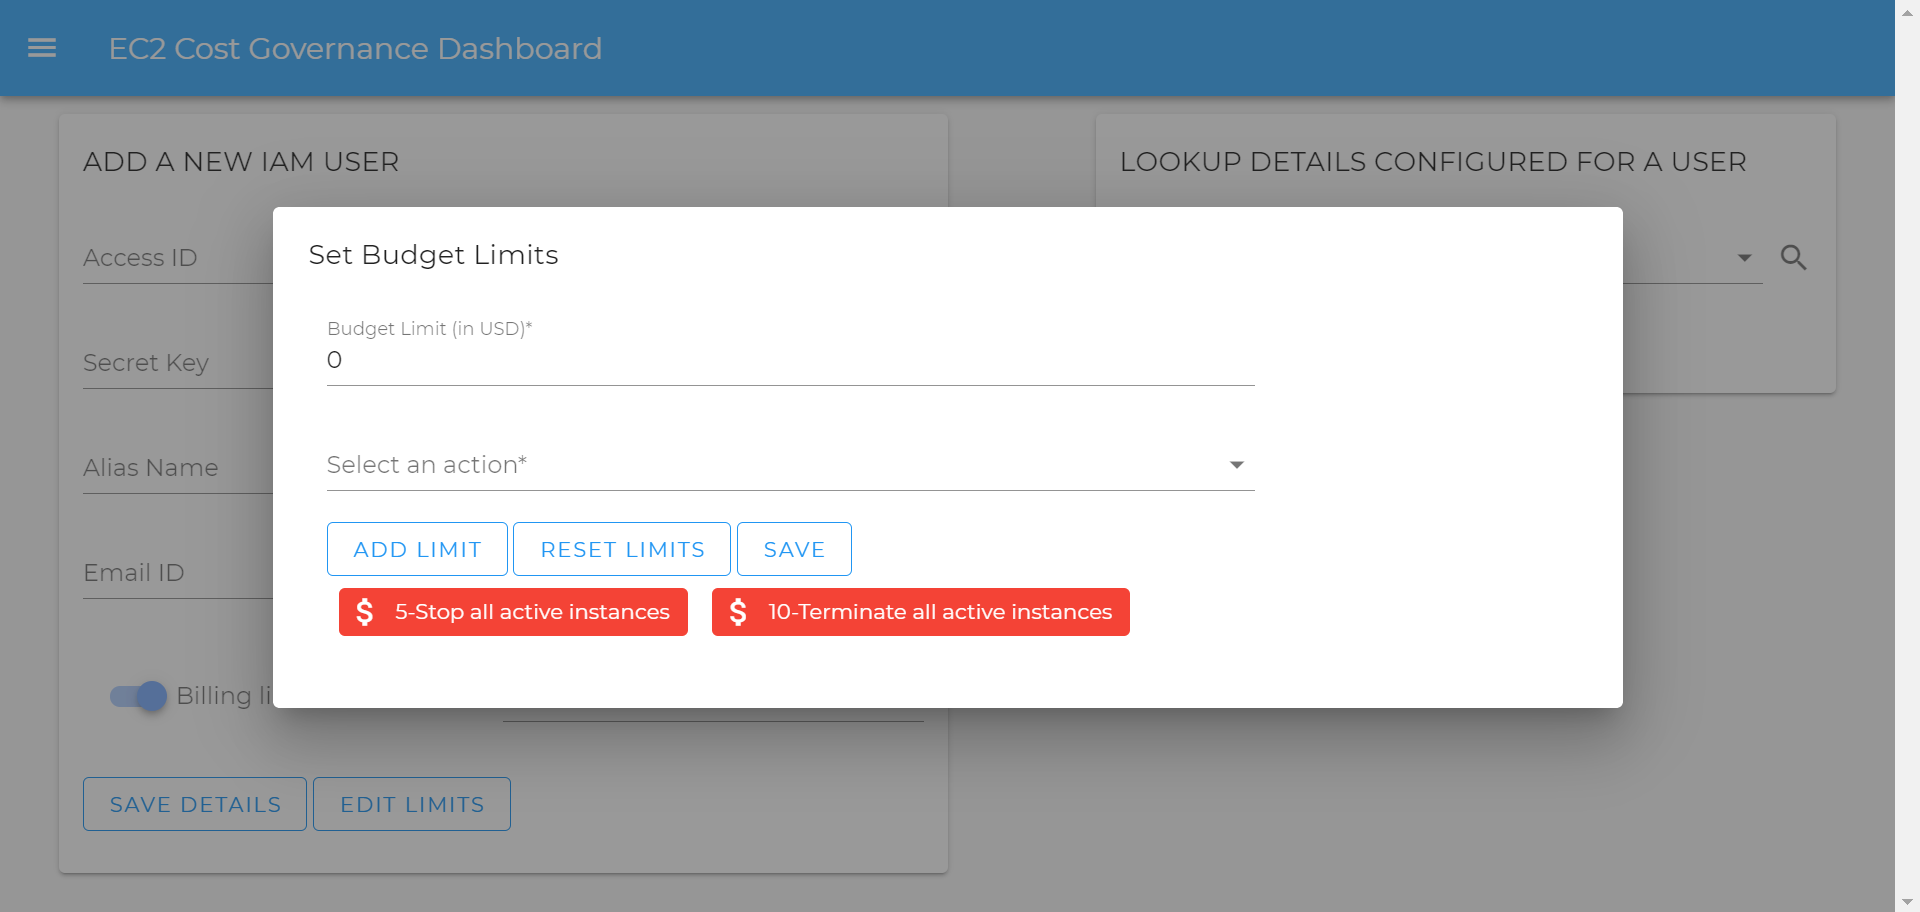 EC2 Cost Governance Dashboard
ADD A NEW IAM USER
LOOKUP DETAILS CONFIGURED FOR A USER
Access ID
Secret Key
Alias Name
Email ID
Billing li
SAVE DETAILS
EDIT LIMITS
Set Budget Limits
Budget Limit (in USD)*
0
Select an action*
ADD LIMIT
RESET LIMITS
SAVE
$ 5-Stop all active instances
$ 10-Terminate all active instances